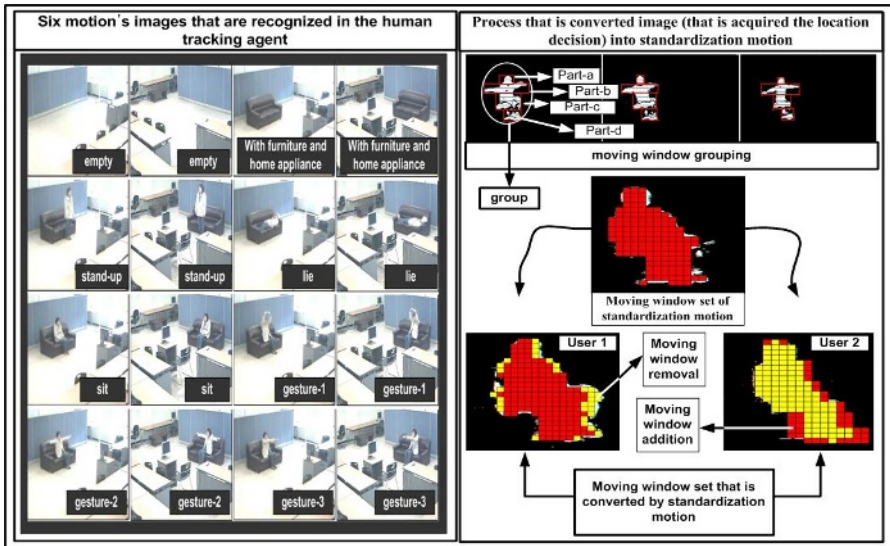 Six motion's images that are recognized in the human
tracking agent
empty
empty
With furniture and
home appliance
With furniture and
home appliance
stand-up
stand-up
lie
lie
sit
sit
gesture-1
gesture-1
gesture-2
gesture-2
gesture-3
gesture-3
Process that is converted image (that is acquired the location
decision) into standardization motion
Part-a
Part-b
Part-c
Part-d
moving window grouping
group
Moving window set of
standardization motion
User 1
Moving
window
removal
User 2
Moving
window
addition
Moving window set that is
converted by standardization
motion